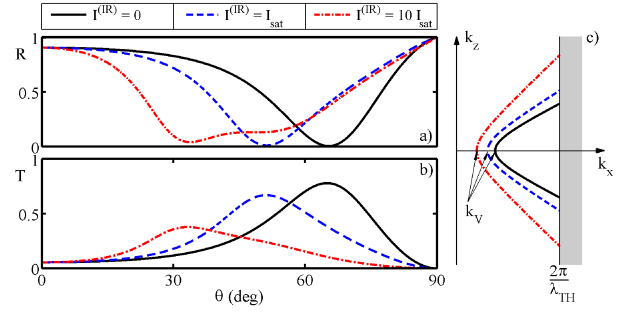 I^(IR) = 0 I^(IR) = I_sat I^(IR) = 10 I_sat
1
R
0.5
0
a)
1
T
0.5
0
b)
0 30 60 90
θ (deg)
k_z
c)
k_x
k_V
2π
λ_TH